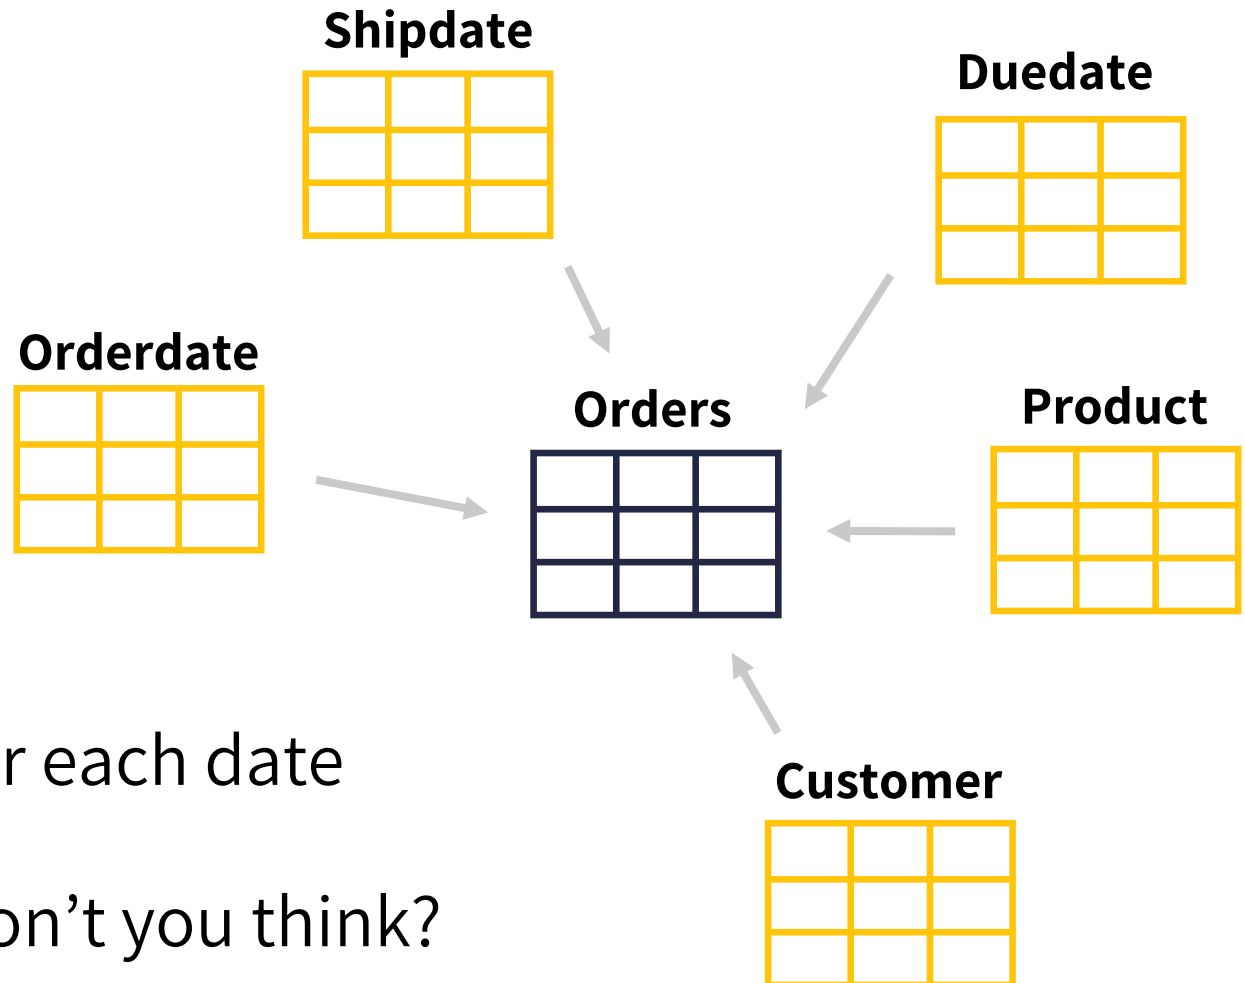 Shipdate
Duedate
Orderdate
Orders
Product
r each date
Customer
on’t you think?